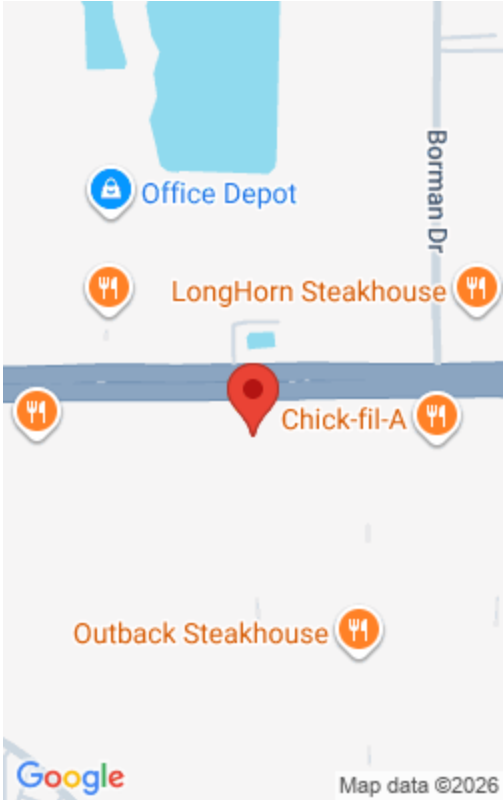 Borman Dr
Office Depot
LongHorn Steakhouse
Chick-fil-A
Outback Steakhouse
Google
Map data ©2026